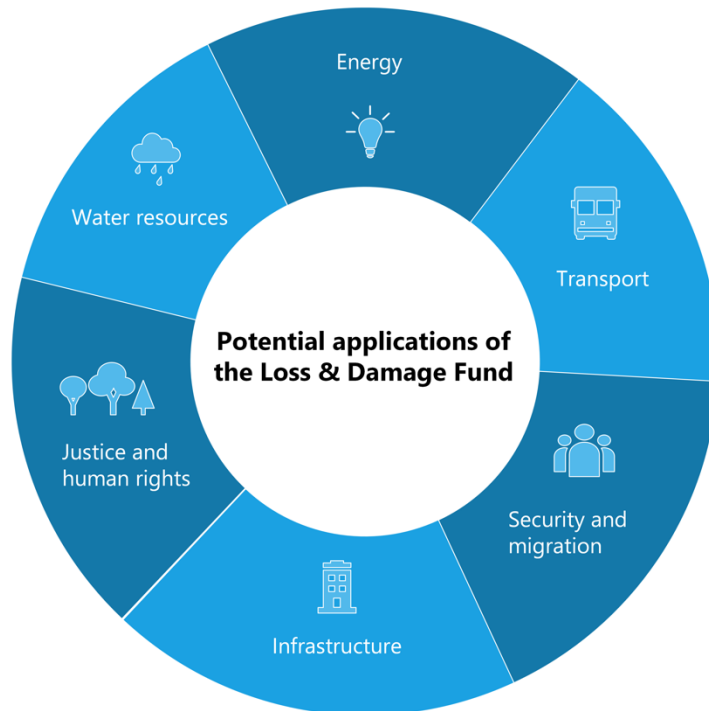 Energy
Transport
Security and
migration
Infrastructure
Justice and
human rights
Water resources
Potential applications of
the Loss & Damage Fund